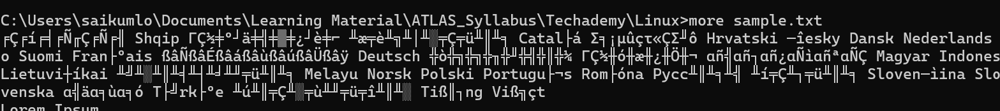 C:\Users\saikumlo\Documents\Learning Material\ATLAS_Syllabus\Techademy\Linux>more sample.txt
╒Ç╒í╒╡╒Ñ╓Ç╒Ñ╒╢ Shqip ΓÇ½╪º┘ä╪╣╪▒╪¿┘è╪⌐ ╨æ╤è╨╗╨│╨░╤Ç╤ü╨║╨╕ Catal├á Σ╕¡µûçτ«ÇΣ╜ô Hrvatski ─îesky Dansk Nederlands
o Suomi Fran├ºais ßâÑßâÉßâáßâùßâúßâÜßâÿ Deutsch ╬ò╬╗╬╗╬╖╬╜╬╣╬║╬¼ ΓÇ½╫ó╫æ╫¿╫Ö╫¬ αñ╣αñ┐αñ¿αÑìαñªαÑÇ Magyar Indones
Lietuvi┼íkai ╨╝╨░╨║╨╡╨┤╨╛╨╜╤ü╨║╨╕ Melayu Norsk Polski Portugu├¬s Rom├óna Pycc╨║╨╕╨╣ ╨í╤Ç╨┐╤ü╨║╨╕ Sloven─ìina Slo
venska α╣äα╕ùα╕ó T├╝rk├ºe ╨ú╨║╤Ç╨░╤ù╨╜╤ü╤î╨║╨░ Tiß║┐ng Viß╗çt
Lorem Ipsum